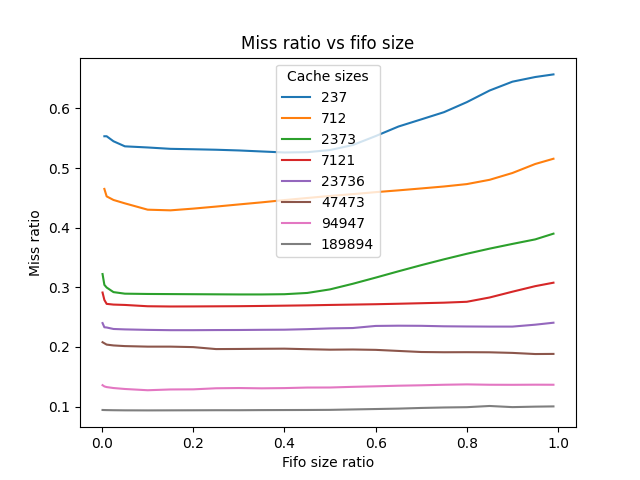 Miss ratio vs fifo size
Cache sizes
237
712
2373
7121
23736
47473
94947
189894
Miss ratio
0.6
0.5
0.4
0.3
0.2
0.1
0.0 0.2 0.4 0.6 0.8 1.0
Fifo size ratio